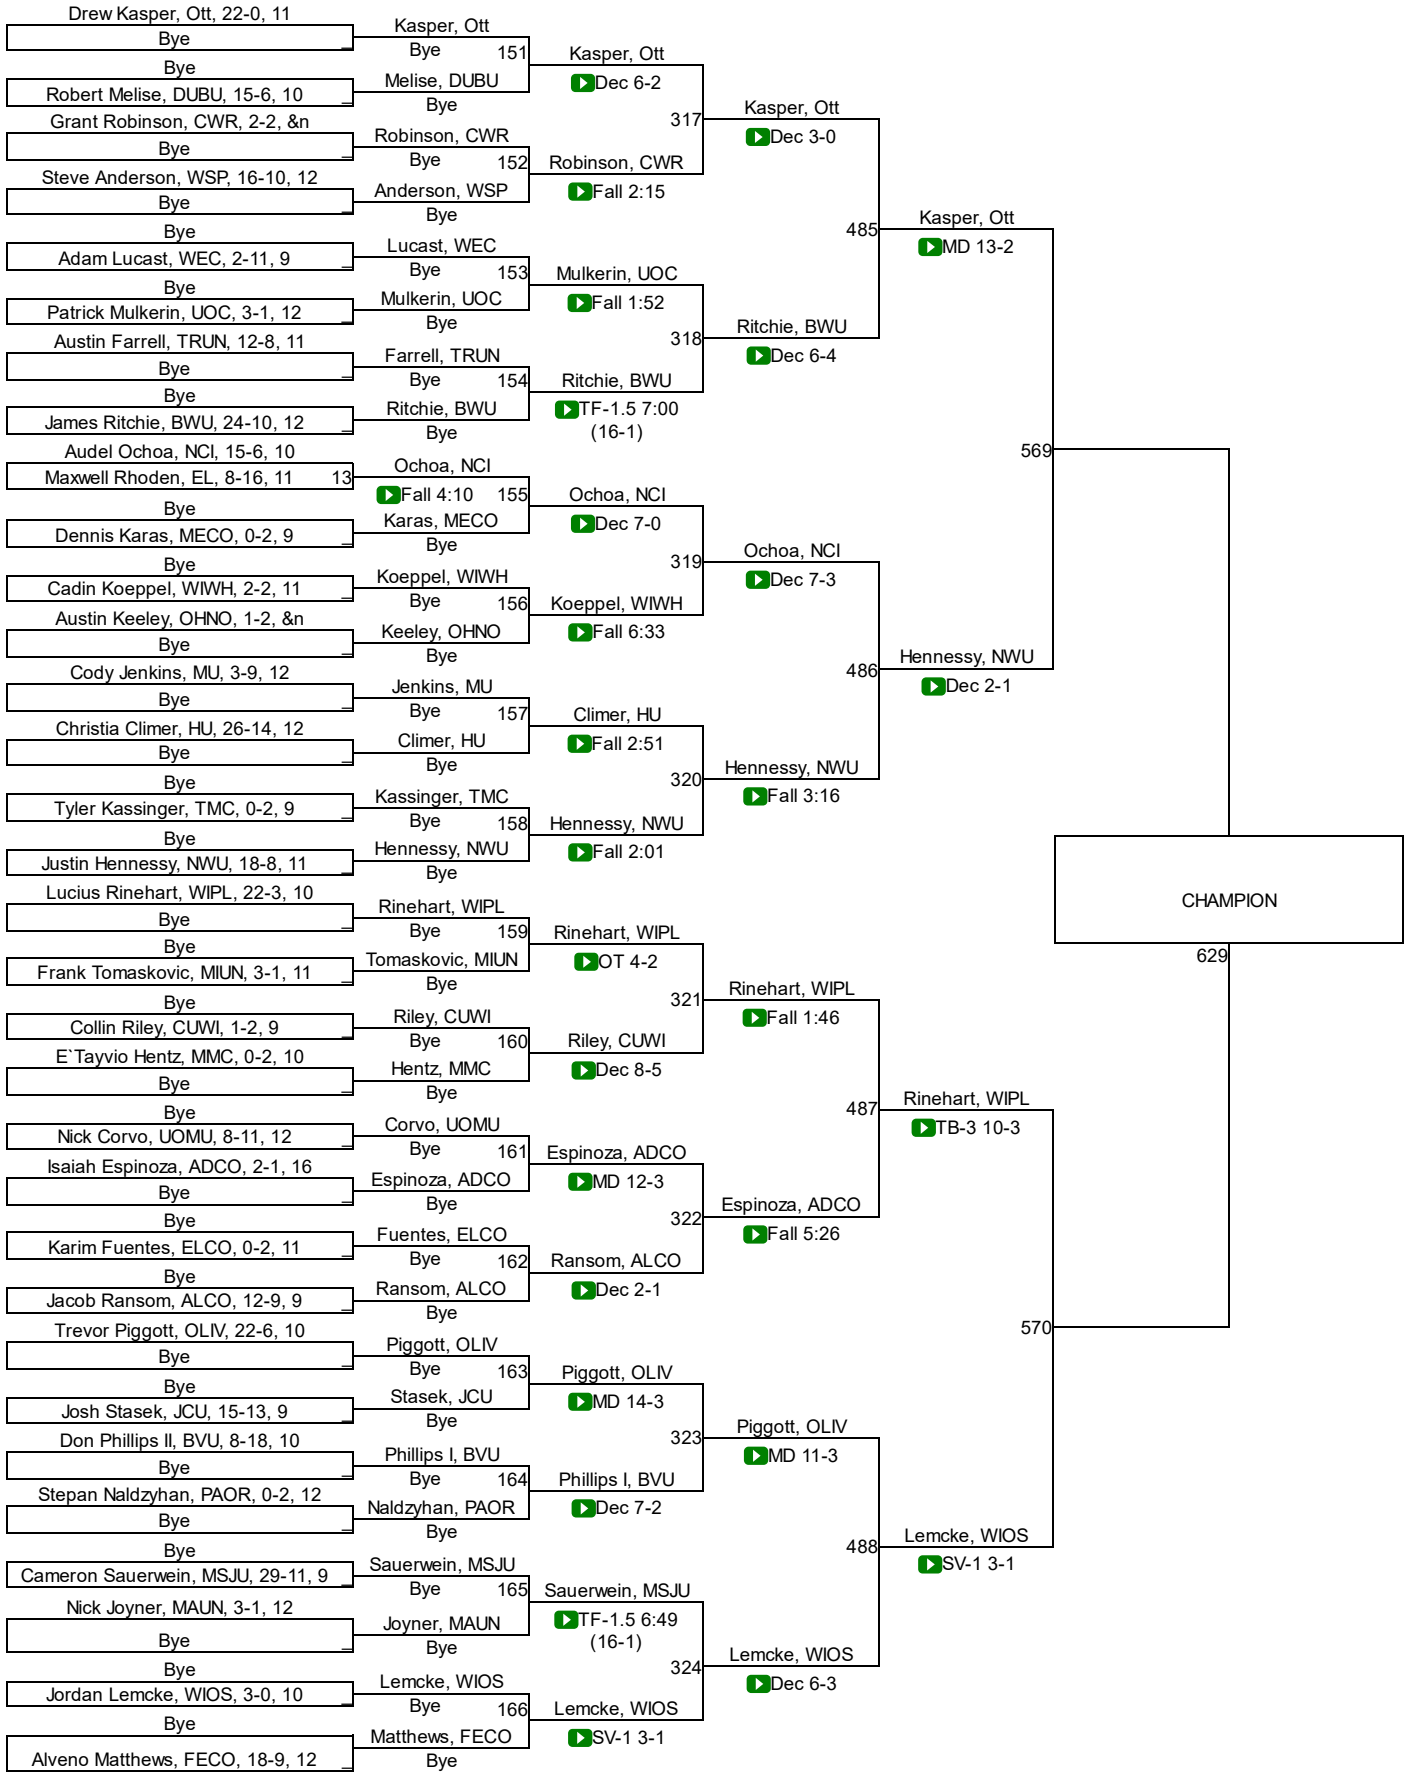 Drew Kasper, Ott, 22-0, 11
Bye _
Bye
Robert Melise, DUBU, 15-6, 10 _
Grant Robinson, CWR, 2-2, &n
Bye _
Steve Anderson, WSP, 16-10, 12
Bye _
Bye
Adam Lucast, WEC, 2-11, 9 _
Bye
Patrick Mulkerin, UOC, 3-1, 12 _
Austin Farrell, TRUN, 12-8, 11
Bye _
Bye
James Ritchie, BWU, 24-10, 12 _
Audel Ochoa, NCI, 15-6, 10
Maxwell Rhoden, EL, 8-16, 11 13
Bye
Dennis Karas, MECO, 0-2, 9 _
Bye
Cadin Koeppel, WIWH, 2-2, 11 _
Austin Keeley, OHNO, 1-2, &n
Bye _
Cody Jenkins, MU, 3-9, 12
Bye _
Christia Climer, HU, 26-14, 12
Bye _
Bye
Tyler Kassinger, TMC, 0-2, 9 _
Bye
Justin Hennessy, NWU, 18-8, 11 _
Lucius Rinehart, WIPL, 22-3, 10
Bye _
Bye
Frank Tomaskovic, MIUN, 3-1, 11 _
Bye
Collin Riley, CUWI, 1-2, 9 _
E`Tayvio Hentz, MMC, 0-2, 10
Bye _
Bye
Nick Corvo, UOMU, 8-11, 12 _
Isaiah Espinoza, ADCO, 2-1, 16
Bye _
Bye
Karim Fuentes, ELCO, 0-2, 11 _
Bye
Jacob Ransom, ALCO, 12-9, 9 _
Trevor Piggott, OLIV, 22-6, 10
Bye _
Bye
Josh Stasek, JCU, 15-13, 9 _
Don Phillips II, BVU, 8-18, 10
Bye _
Stepan Naldzyhan, PAOR, 0-2, 12
Bye _
Bye
Cameron Sauerwein, MSJU, 29-11, 9 _
Nick Joyner, MAUN, 3-1, 12
Bye _
Bye
Jordan Lemcke, WIOS, 3-0, 10 _
Bye
Alveno Matthews, FECO, 18-9, 12 _
Kasper, Ott
Bye 151
Melise, DUBU
Bye
Robinson, CWR
Bye 152
Anderson, WSP
Bye
Lucast, WEC
Bye 153
Mulkerin, UOC
Bye
Farrell, TRUN
Bye 154
Ritchie, BWU
Bye
Ochoa, NCI
Fall 4:10 155
Karas, MECO
Bye
Koeppel, WIWH
Bye 156
Keeley, OHNO
Bye
Jenkins, MU
Bye 157
Climer, HU
Bye
Kassinger, TMC
Bye 158
Hennessy, NWU
Bye
Rinehart, WIPL
Bye 159
Tomaskovic, MIUN
Bye
Riley, CUWI
Bye 160
Hentz, MMC
Bye
Corvo, UOMU
Bye 161
Espinoza, ADCO
Bye
Fuentes, ELCO
Bye 162
Ransom, ALCO
Bye
Piggott, OLIV
Bye 163
Stasek, JCU
Bye
Phillips I, BVU
Bye 164
Naldzyhan, PAOR
Bye
Sauerwein, MSJU
Bye 165
Joyner, MAUN
Bye
Lemcke, WIOS
Bye 166
Matthews, FECO
Bye
Kasper, Ott
Dec 6-2
317
Robinson, CWR
Fall 2:15
Mulkerin, UOC
Fall 1:52
318
Ritchie, BWU
TF-1.5 7:00
(16-1)
Ochoa, NCI
Dec 7-0
319
Koeppel, WIWH
Fall 6:33
Climer, HU
Fall 2:51
320
Hennessy, NWU
Fall 2:01
Rinehart, WIPL
OT 4-2
321
Riley, CUWI
Dec 8-5
Espinoza, ADCO
MD 12-3
322
Ransom, ALCO
Dec 2-1
Piggott, OLIV
MD 14-3
323
Phillips I, BVU
Dec 7-2
Sauerwein, MSJU
TF-1.5 6:49
(16-1)
324
Lemcke, WIOS
SV-1 3-1
Kasper, Ott
Dec 3-0
485
Ritchie, BWU
Dec 6-4
Ochoa, NCI
Dec 7-3
486
Hennessy, NWU
Fall 3:16
Rinehart, WIPL
Fall 1:46
487
Espinoza, ADCO
Fall 5:26
Piggott, OLIV
MD 11-3
488
Lemcke, WIOS
Dec 6-3
Kasper, Ott
MD 13-2
569
Hennessy, NWU
Dec 2-1
Rinehart, WIPL
TB-3 10-3
570
Lemcke, WIOS
SV-1 3-1
CHAMPION
629